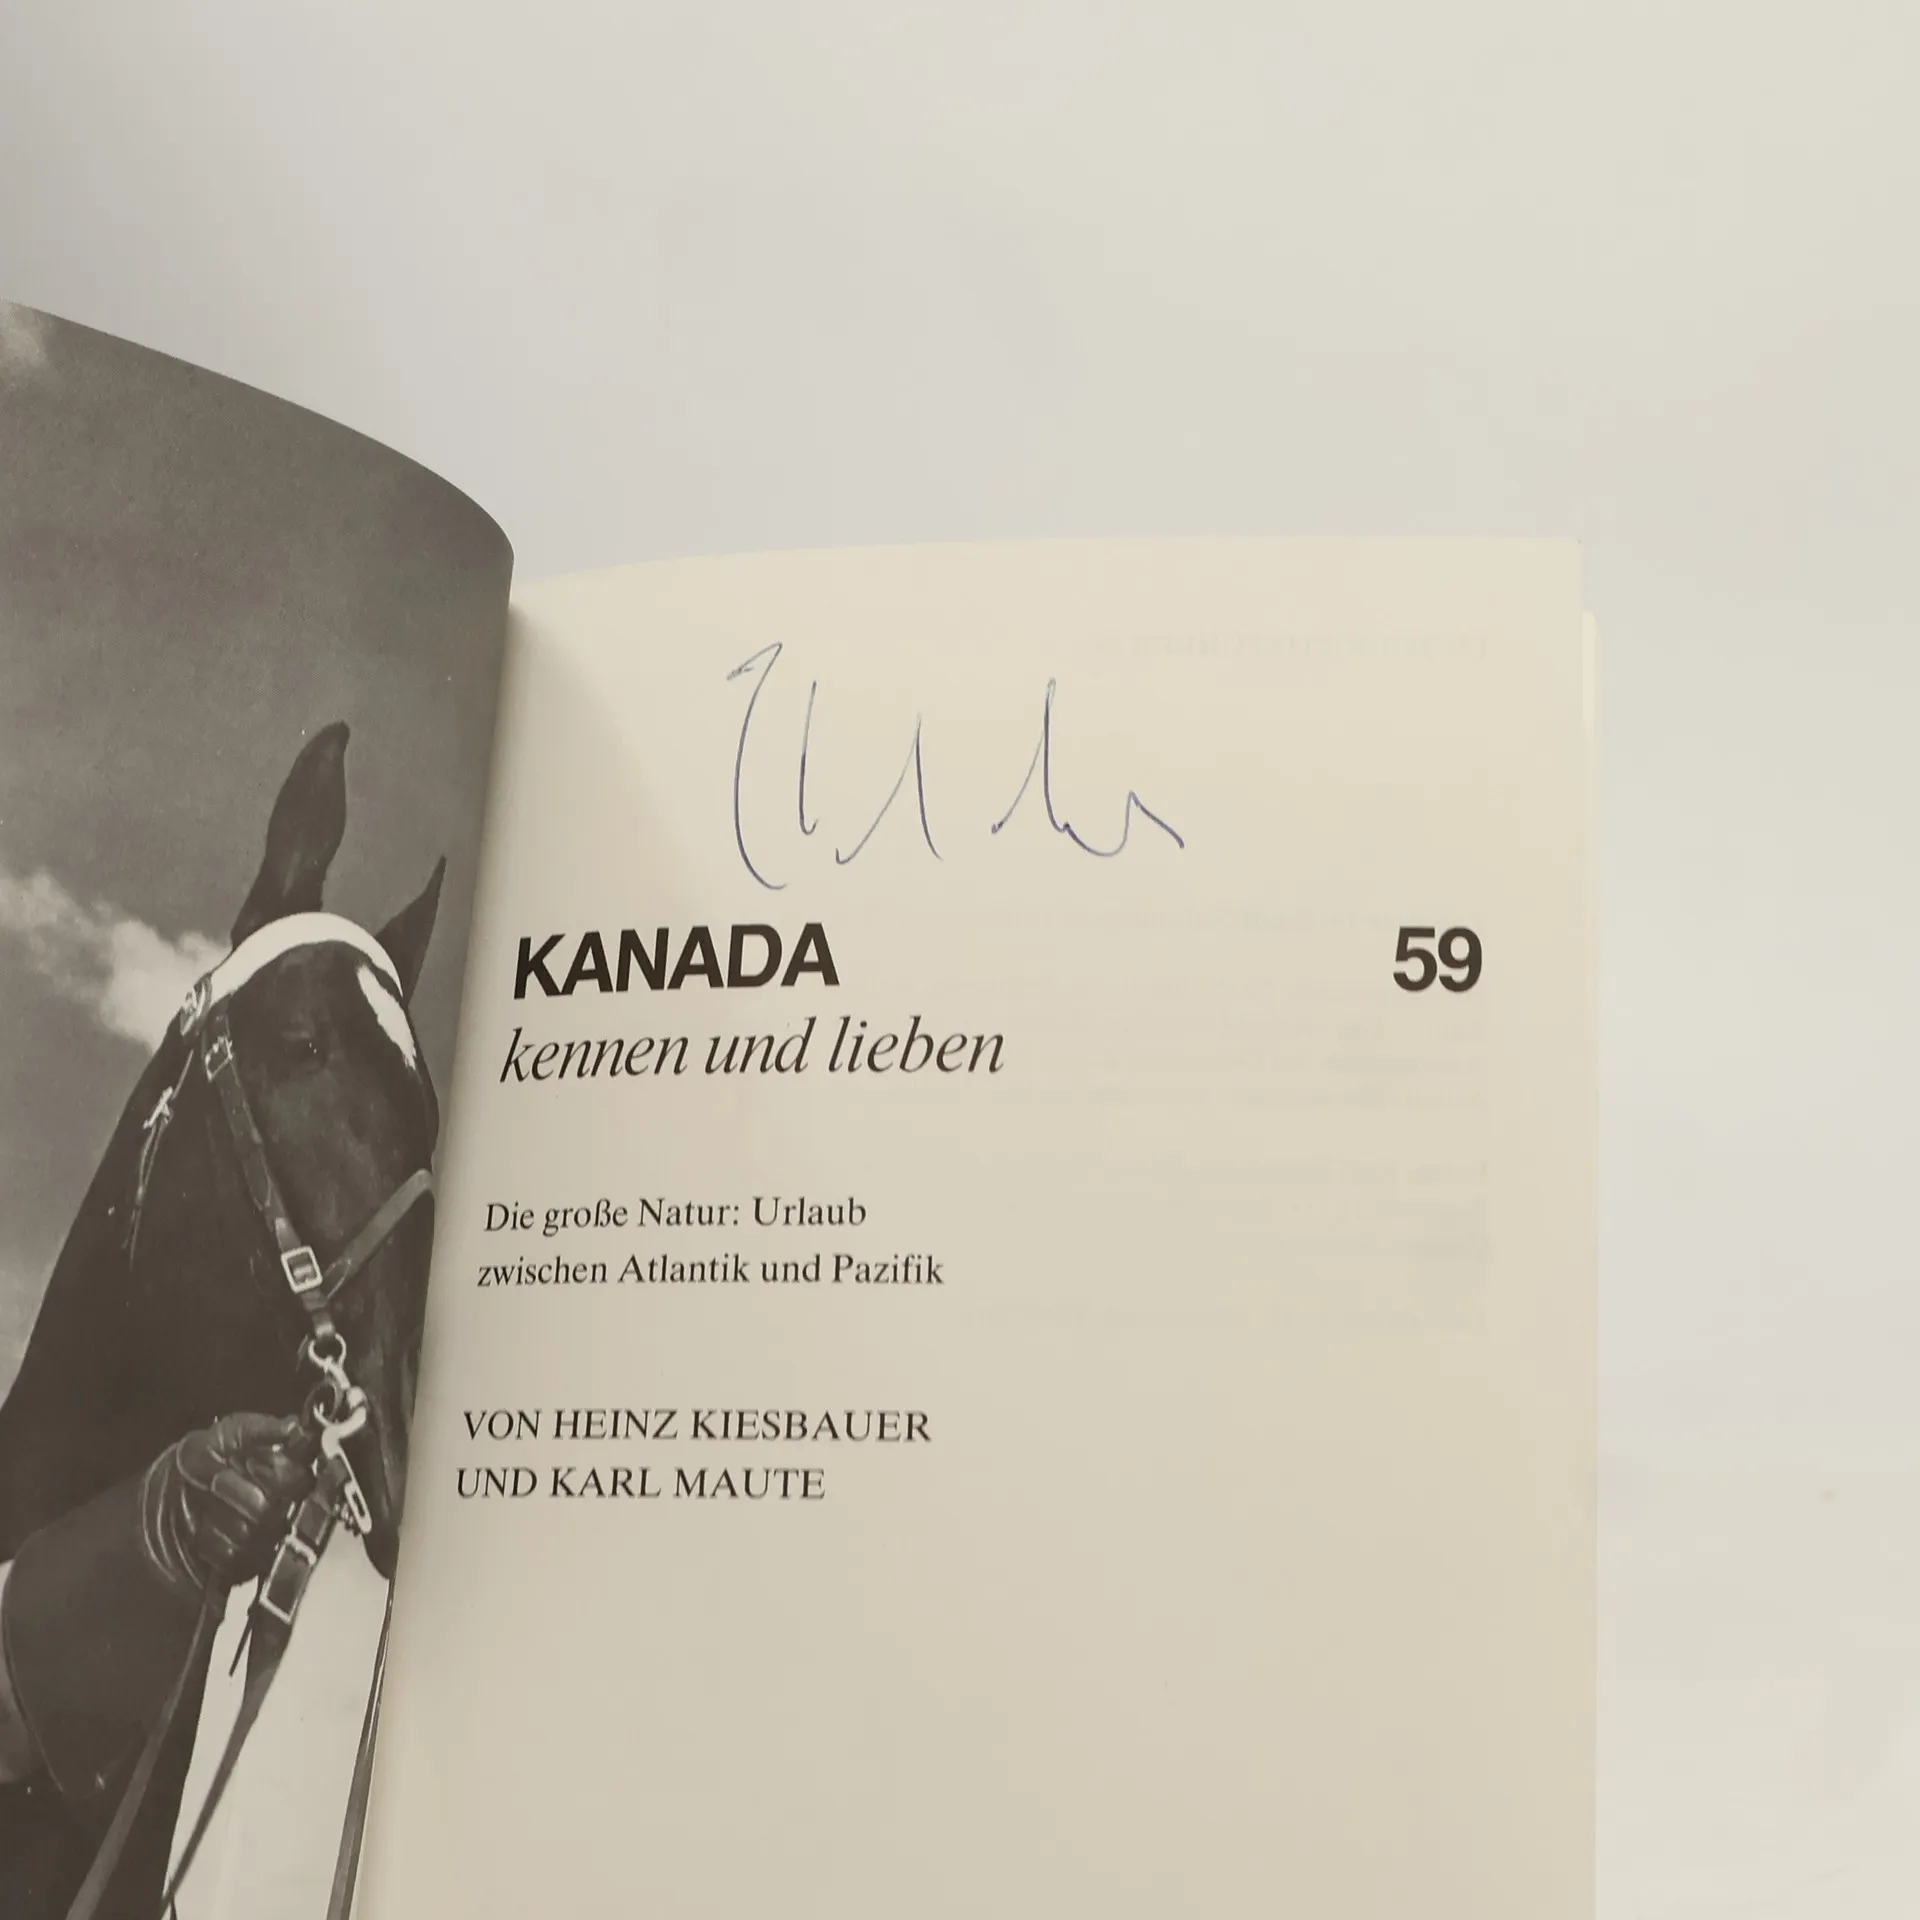 KANADA 59
kennen und lieben
Die große Natur: Urlaub
zwischen Atlantik und Pazifik
VON HEINZ KIESBAUER
UND KARL MAUTE